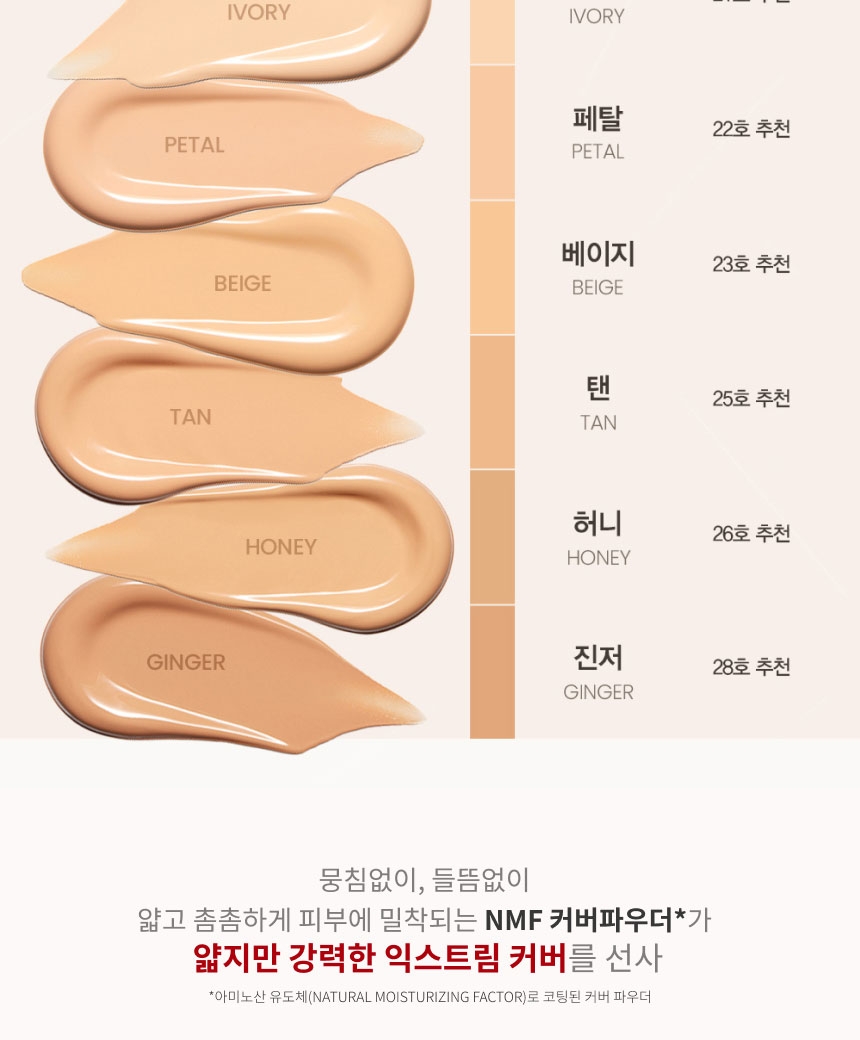 IVORY
IVORY
PETAL
페탈
PETAL
22호 추천
BEIGE
베이지
BEIGE
23호 추천
TAN
탠
TAN
25호 추천
HONEY
허니
HONEY
26호 추천
GINGER
진저
GINGER
28호 추천
뭉침없이, 들뜸없이
얇고 촘촘하게 피부에 밀착되는 NMF 커버파우더*가
얇지만 강력한 익스트림 커버를 선사
*아미노산 유도체(NATURAL MOISTURIZING FACTOR)로 코팅된 커버 파우더